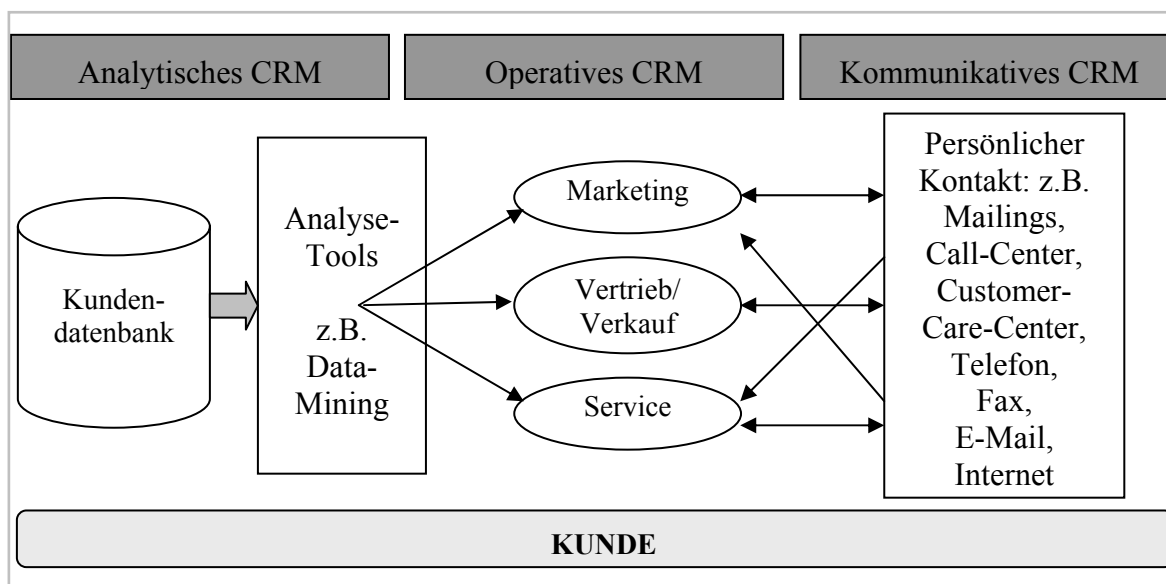 Analytisches CRM
Operatives CRM
Kommunikatives CRM
Kunden-
datenbank
Analyse-
Tools
z.B.
Data-
Mining
Marketing
Vertrieb/
Verkauf
Service
Persönlicher
Kontakt: z.B.
Mailings,
Call-Center,
Customer-
Care-Center,
Telefon,
Fax,
E-Mail,
Internet
KUNDE